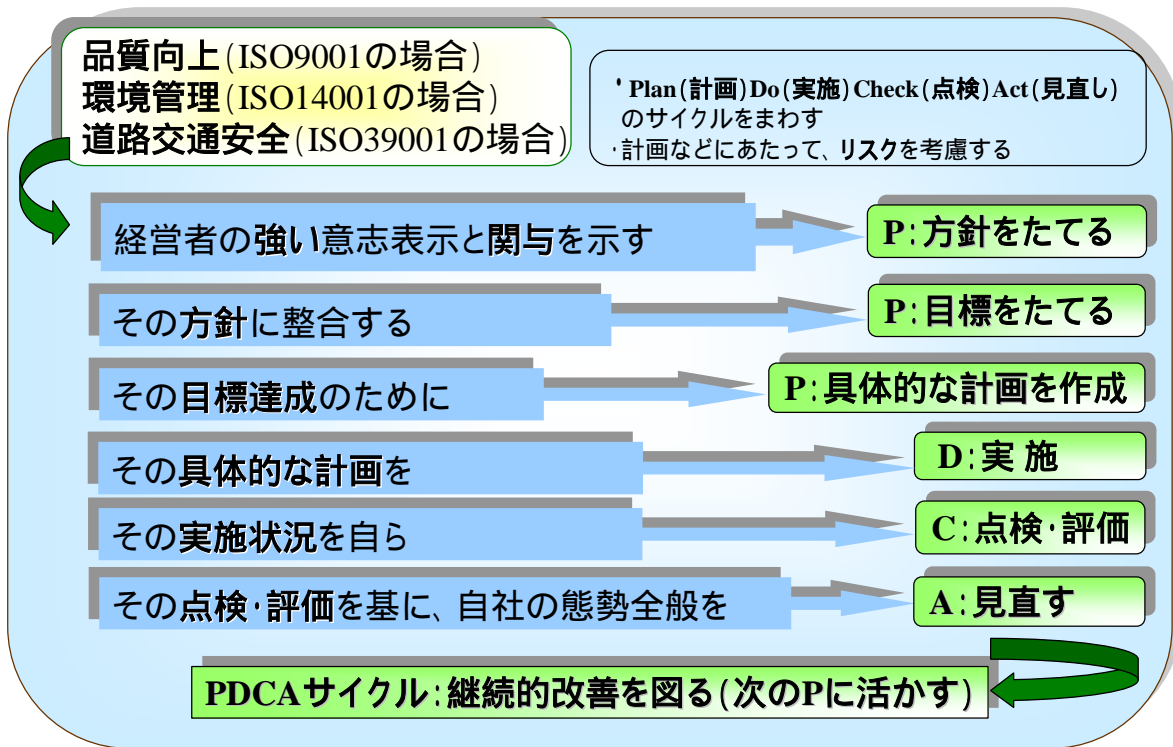 品質向上(ISO9001の場合)
環境管理(ISO14001の場合)
道路交通安全(ISO39001の場合)
・Plan(計画)Do(実施)Check(点検)Act(見直し)
のサイクルをまわす
・計画などにあたって、リスクを考慮する
経営者の強い意志表示と関与を示す
P:方針をたてる
その方針に整合する
P:目標をたてる
その目標達成のために
P:具体的な計画を作成
その具体的な計画を
D:実 施
その実施状況を自ら
C:点検・評価
その点検・評価を基に、自社の態勢全般を
A:見直す
PDCAサイクル:継続的改善を図る(次のPに活かす)